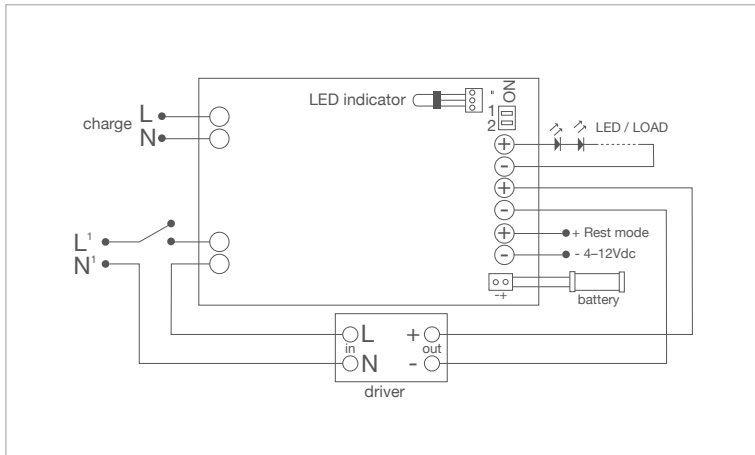 LED indicator
ON
1
2
L
charge
N
+
-
LED / LOAD
+
-
L¹
N¹
+
+ Rest mode
-
- 4–12Vdc
-+
battery
L
in
N
+
out
-
driver